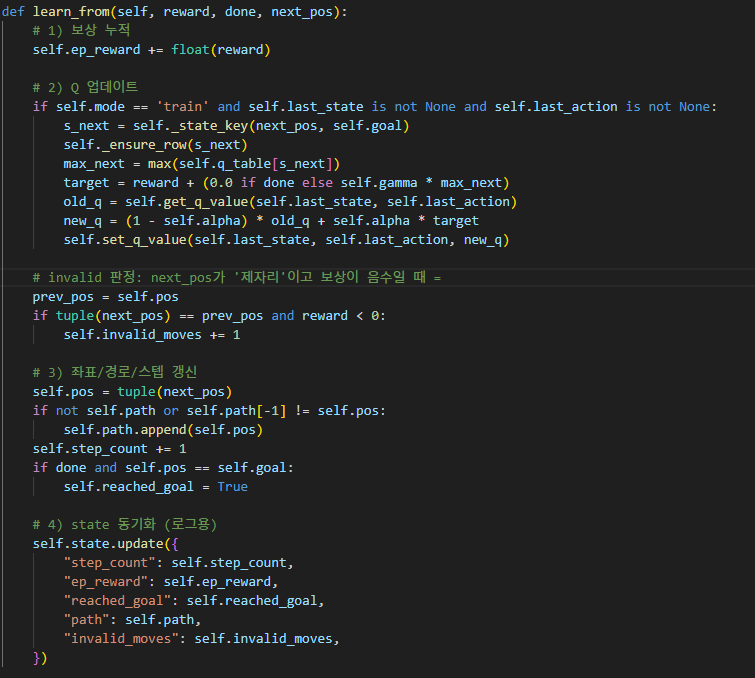 def learn_from(self, reward, done, next_pos):
# 1) 보상 누적
self.ep_reward += float(reward)
# 2) Q 업데이트
if self.mode == 'train' and self.last_state is not None and self.last_action is not None:
s_next = self._state_key(next_pos, self.goal)
self._ensure_row(s_next)
max_next = max(self.q_table[s_next])
target = reward + (0.0 if done else self.gamma * max_next)
old_q = self.get_q_value(self.last_state, self.last_action)
new_q = (1 - self.alpha) * old_q + self.alpha * target
self.set_q_value(self.last_state, self.last_action, new_q)
# invalid 판정: next_pos가 '제자리'이고 보상이 음수일 때 =
prev_pos = self.pos
if tuple(next_pos) == prev_pos and reward < 0:
self.invalid_moves += 1
# 3) 좌표/경로/스텝 갱신
self.pos = tuple(next_pos)
if not self.path or self.path[-1] != self.pos:
self.path.append(self.pos)
self.step_count += 1
if done and self.pos == self.goal:
self.reached_goal = True
# 4) state 동기화 (로그용)
self.state.update({
"step_count": self.step_count,
"ep_reward": self.ep_reward,
"reached_goal": self.reached_goal,
"path": self.path,
"invalid_moves": self.invalid_moves,
})